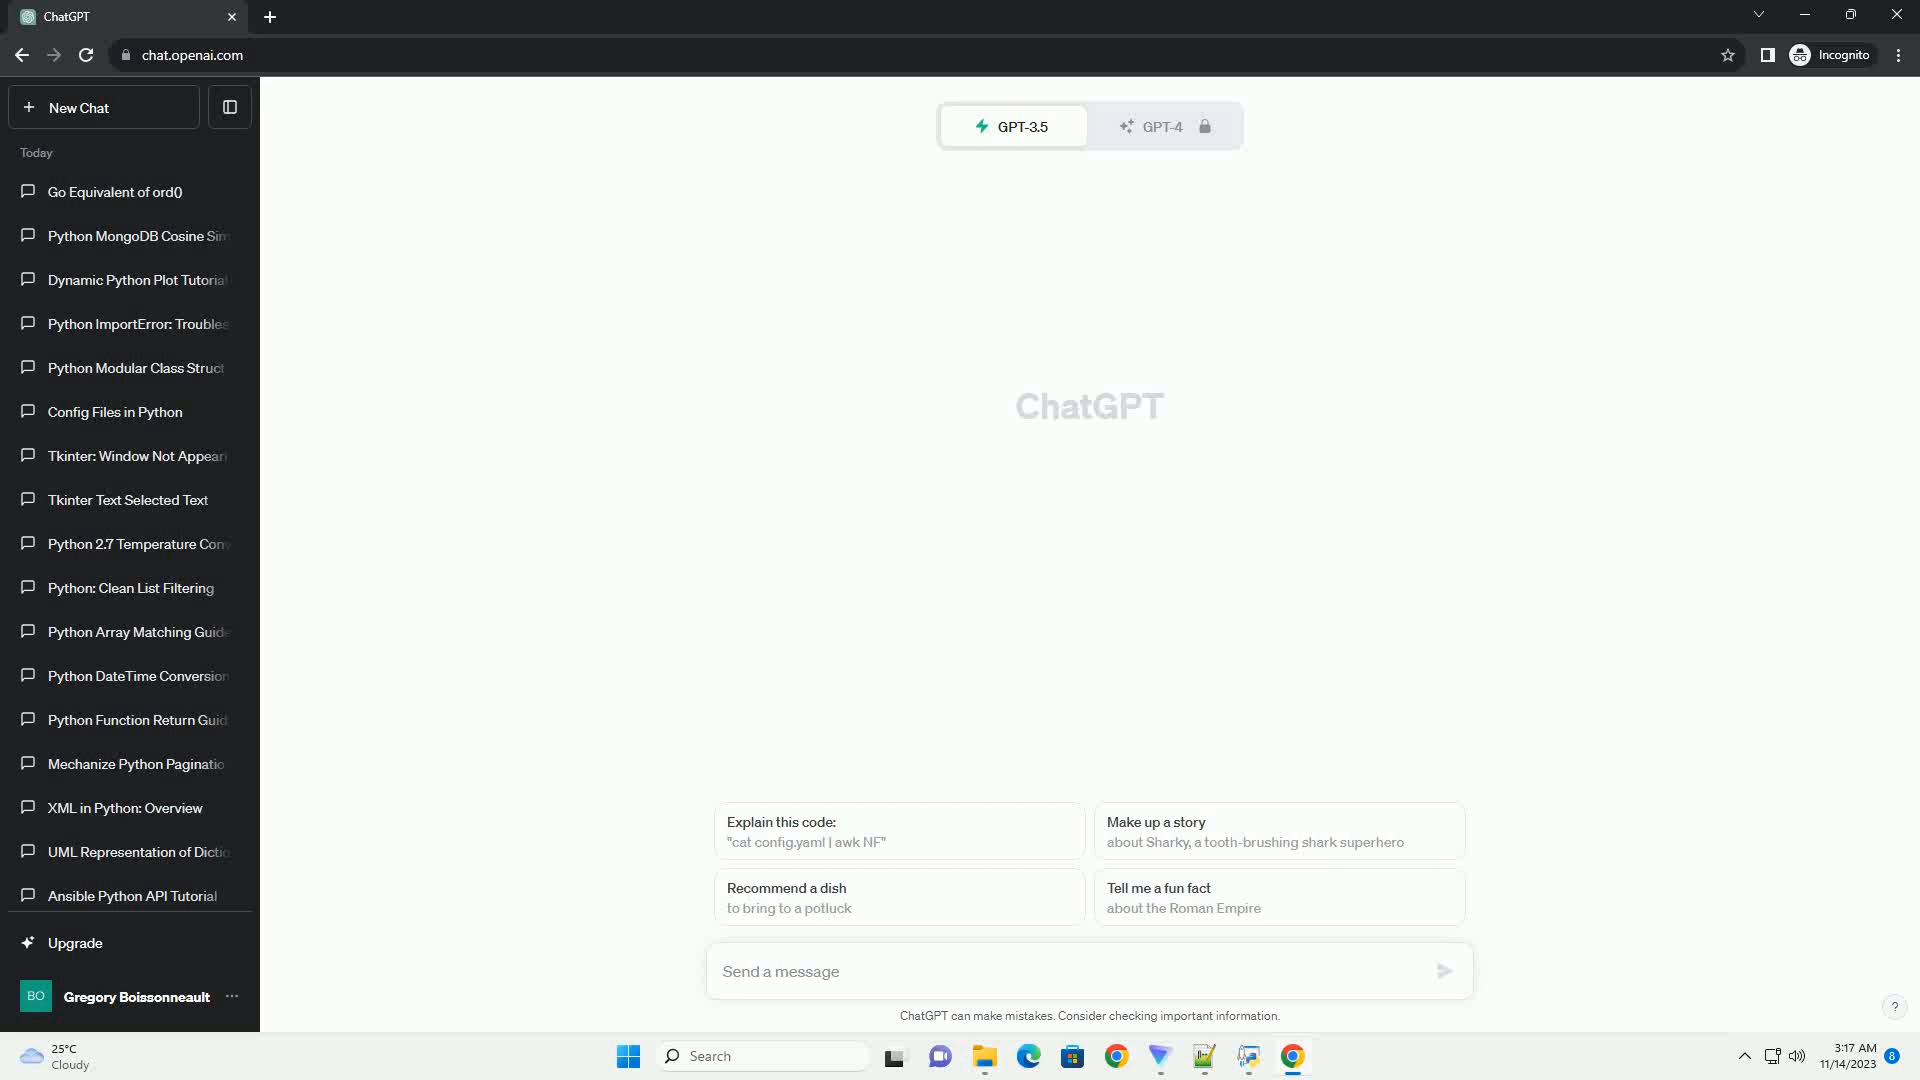 ChatGPT
chat.openai.com
Incognito
New Chat
Today
Go Equivalent of ord()
Python MongoDB Cosine Sim
Dynamic Python Plot Tutorial
Python ImportError: Troubles
Python Modular Class Struct
Config Files in Python
Tkinter: Window Not Appeari
Tkinter Text Selected Text
Python 2.7 Temperature Conv
Python: Clean List Filtering
Python Array Matching Guide
Python DateTime Conversion
Python Function Return Guid
Mechanize Python Paginatio
XML in Python: Overview
UML Representation of Dictio
Ansible Python API Tutorial
Upgrade
BO Gregory Boissonneault
GPT-3.5 GPT-4
ChatGPT
Explain this code:
"cat config.yaml | awk NF"
Make up a story
about Sharky, a tooth-brushing shark superhero
Recommend a dish
to bring to a potluck
Tell me a fun fact
about the Roman Empire
Send a message
ChatGPT can make mistakes. Consider checking important information.
?
25°C
Cloudy
Search
3:17 AM
11/14/2023
8